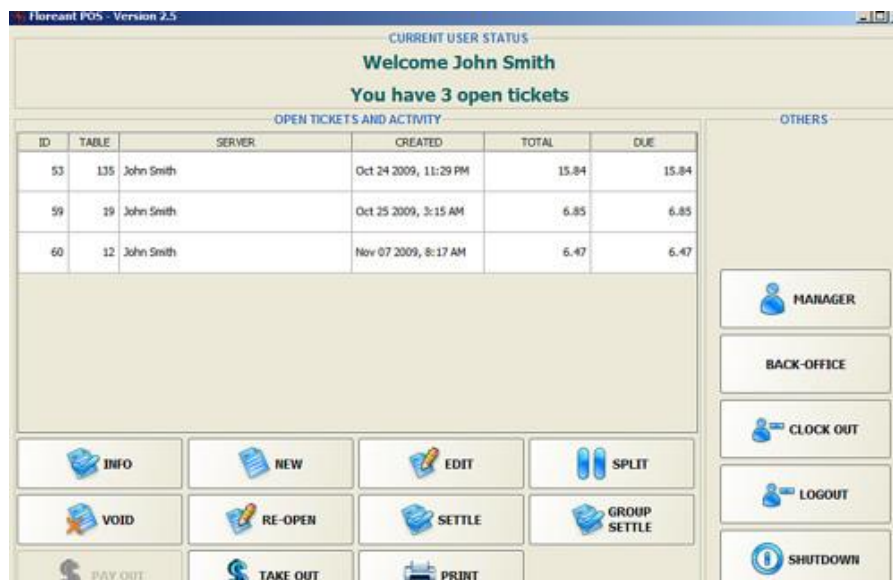 Floreant POS - Version 2.5
CURRENT USER STATUS
Welcome John Smith
You have 3 open tickets
OPEN TICKETS AND ACTIVITY
OTHERS
ID TABLE SERVER CREATED TOTAL DUE
53 135 John Smith Oct 24 2009, 11:29 PM 15.84 15.84
59 19 John Smith Oct 25 2009, 3:15 AM 6.85 6.85
60 12 John Smith Nov 07 2009, 8:17 AM 6.47 6.47
MANAGER
BACK-OFFICE
CLOCK OUT
LOGOUT
SHUTDOWN
INFO NEW EDIT SPLIT
VOID RE-OPEN SETTLE GROUP
SETTLE
PAY OUT TAKE OUT PRINT